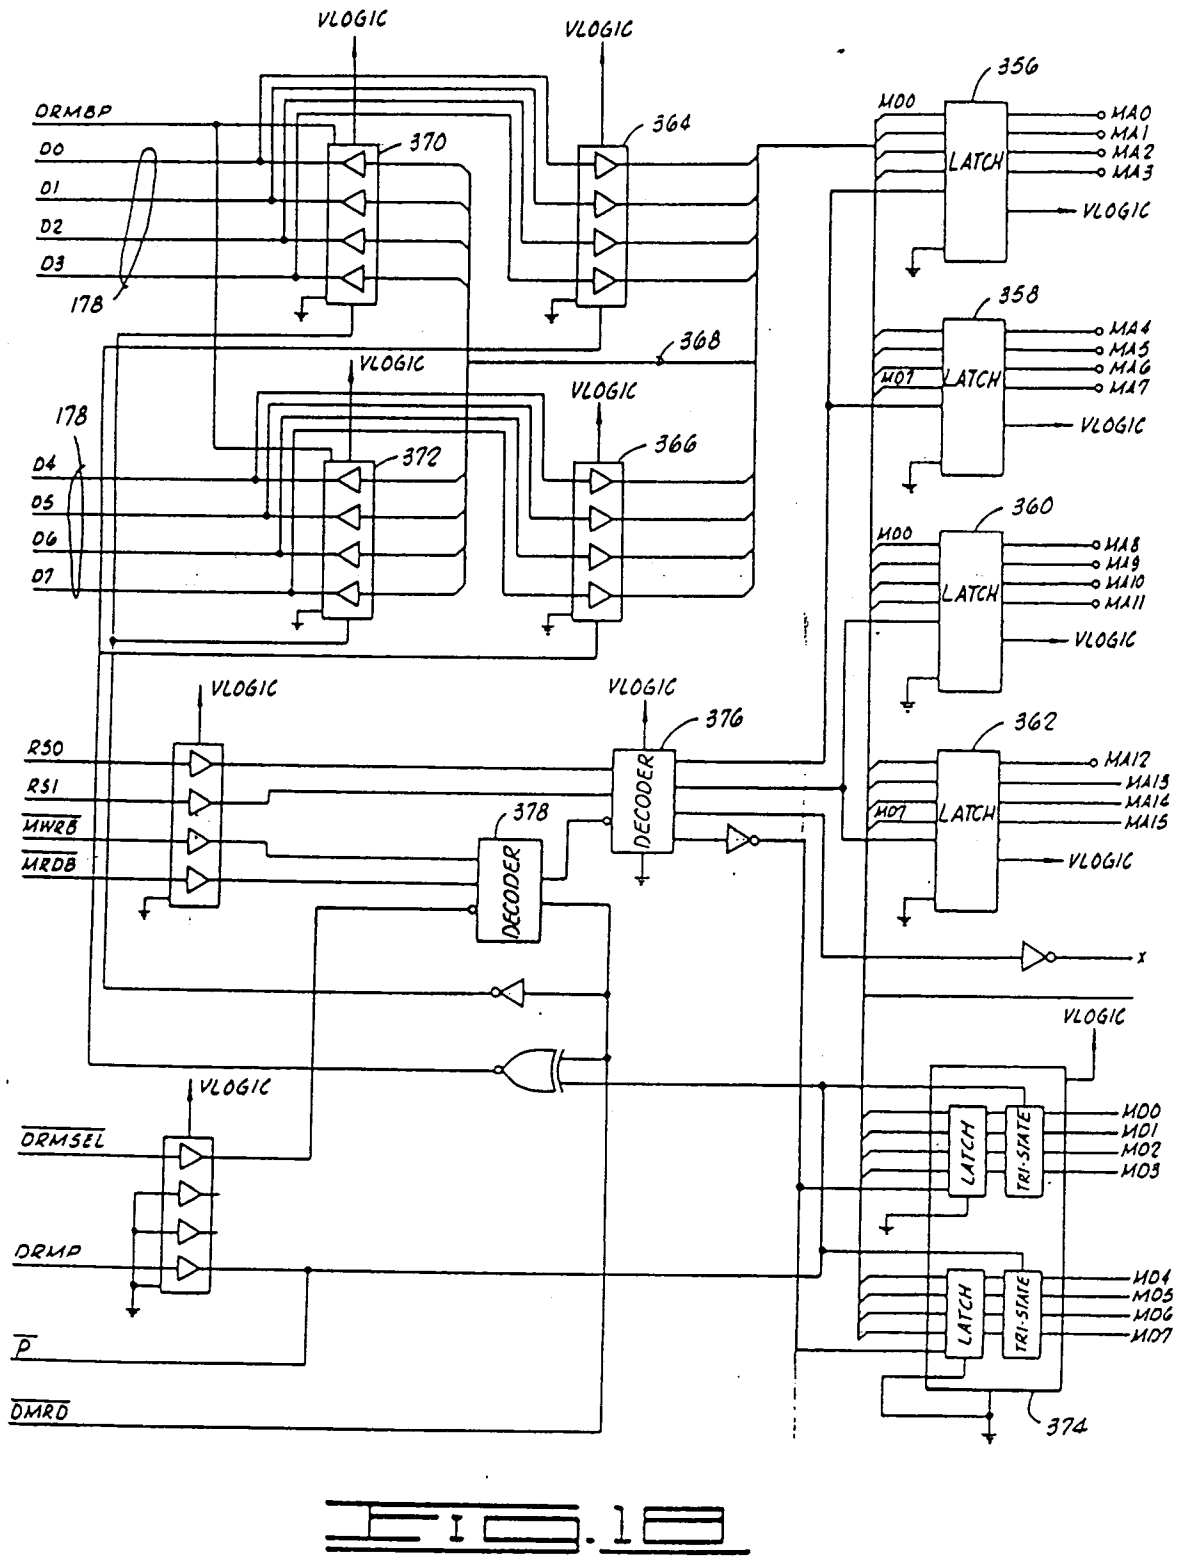 VLOGIC
VLOGIC
DRMBP
D0
D1
D2
D3
178
370
364
368
MD0
LATCH
356
MA0
MA1
MA2
MA3
VLOGIC
358
LATCH
MD7
MA4
MA5
MA6
MA7
VLOGIC
VLOGIC
VLOGIC
178
D4
D5
D6
D7
372
366
360
MD0
LATCH
MA8
MA9
MA10
MA11
VLOGIC
VLOGIC
VLOGIC
RS0
RS1
MWRB
MRDB
378
DECODER
376
DECODER
362
LATCH
MD7
MA12
MA13
MA14
MA15
VLOGIC
X
VLOGIC
VLOGIC
DRMSEL
DRMP
P
DMRD
LATCH
TRI-STATE
MD0
MD1
MD2
MD3
LATCH
TRI-STATE
MD4
MD5
MD6
MD7
374